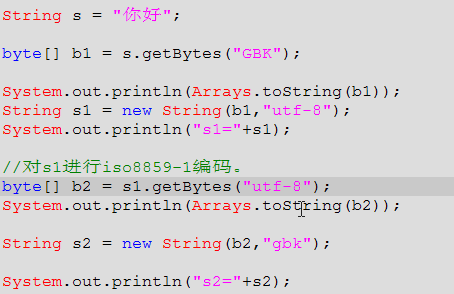 String s = "你好";
byte[] b1 = s.getBytes("GBK");
System.out.println(Arrays.toString(b1));
String s1 = new String(b1,"utf-8");
System.out.println("s1="+s1);
//对s1进行iso8859-1编码。
byte[] b2 = s1.getBytes("utf-8");
System.out.println(Arrays.toString(b2));
String s2 = new String(b2,"gbk");
System.out.println("s2="+s2);